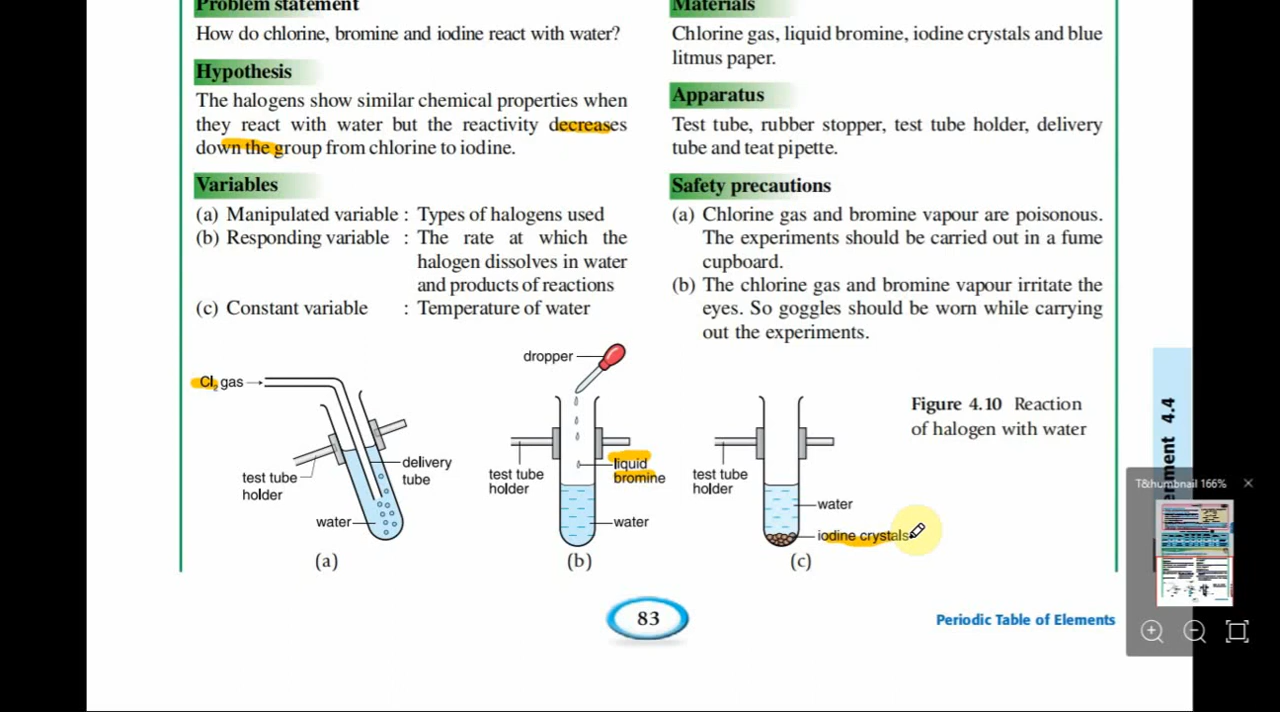 Problem statement
How do chlorine, bromine and iodine react with water?
Hypothesis
The halogens show similar chemical properties when
they react with water but the reactivity decreases
down the group from chlorine to iodine.
Variables
(a) Manipulated variable : Types of halogens used
(b) Responding variable : The rate at which the
halogen dissolves in water
and products of reactions
(c) Constant variable : Temperature of water
Materials
Chlorine gas, liquid bromine, iodine crystals and blue
litmus paper.
Apparatus
Test tube, rubber stopper, test tube holder, delivery
tube and teat pipette.
Safety precautions
(a) Chlorine gas and bromine vapour are poisonous.
The experiments should be carried out in a fume
cupboard.
(b) The chlorine gas and bromine vapour irritate the
eyes. So goggles should be worn while carrying
out the experiments.
Cl₂ gas
test tube
holder
delivery
tube
water
(a)
dropper
test tube
holder
liquid
bromine
water
(b)
test tube
holder
water
iodine crystals
(c)
Figure 4.10 Reaction
of halogen with water
4.4
T&humbnail 166%
83
Periodic Table of Elements